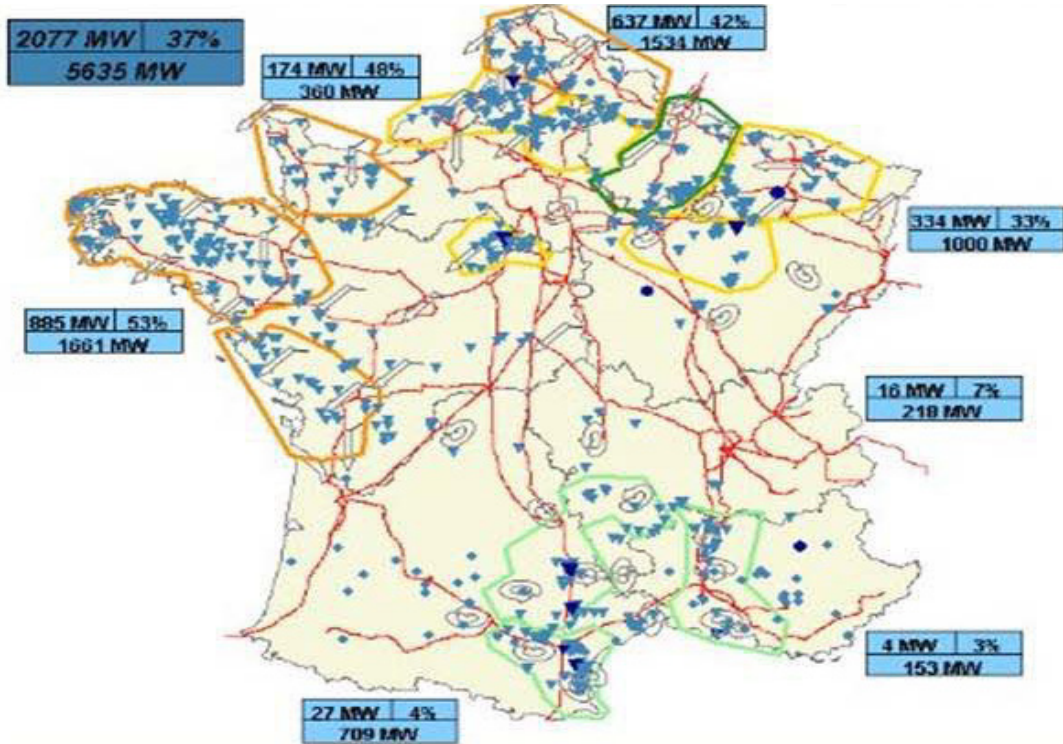 2077 MW 37%
5635 MW
637 MW 42%
1534 MW
174 MW 48%
360 MW
334 MW 33%
1000 MW
885 MW 53%
1661 MW
16 MW 7%
218 MW
4 MW 3%
153 MW
27 MW 4%
709 MW